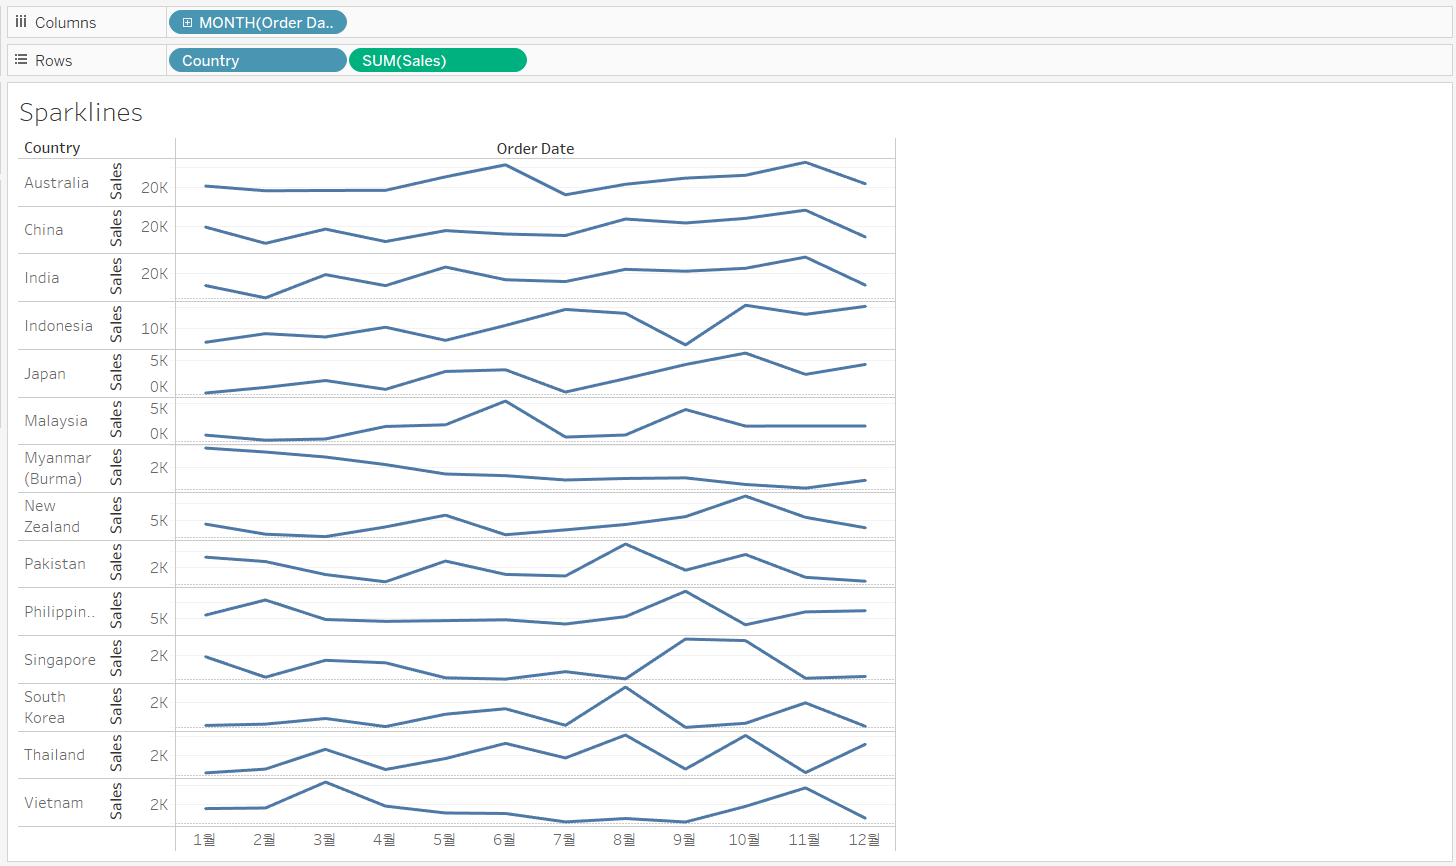 Columns
MONTH(Order Da..
Rows
Country
SUM(Sales)
Sparklines
Country
Order Date
Australia
Sales
20K
China
Sales
20K
India
Sales
20K
Indonesia
Sales
10K
Japan
Sales
5K
0K
Malaysia
Sales
5K
0K
Myanmar
(Burma)
Sales
2K
New
Zealand
Sales
5K
Pakistan
Sales
2K
Philippin..
Sales
5K
Singapore
Sales
2K
South
Korea
Sales
2K
Thailand
Sales
2K
Vietnam
Sales
2K
1월 2월 3월 4월 5월 6월 7월 8월 9월 10월 11월 12월